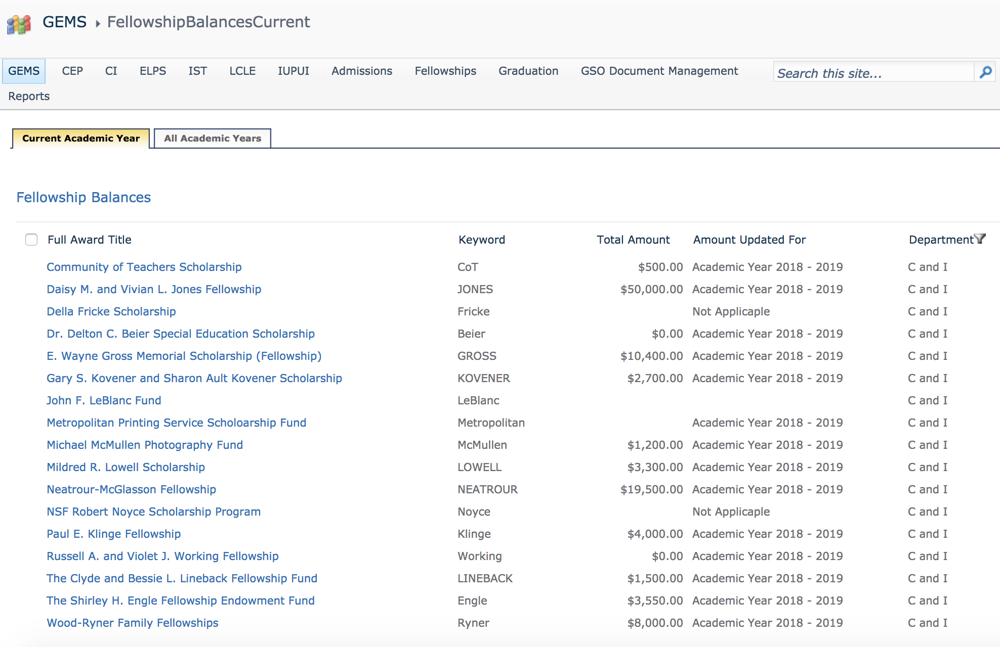 GEMS ▸ FellowshipBalancesCurrent
GEMS CEP CI ELPS IST LCLE IUPUI Admissions Fellowships Graduation GSO Document Management Search this site...
Reports
Current Academic Year All Academic Years
Fellowship Balances
Full Award Title Keyword Total Amount Amount Updated For Department
Community of Teachers Scholarship CoT $500.00 Academic Year 2018 - 2019 C and I
Daisy M. and Vivian L. Jones Fellowship JONES $50,000.00 Academic Year 2018 - 2019 C and I
Della Fricke Scholarship Fricke Not Applicaple C and I
Dr. Delton C. Beier Special Education Scholarship Beier $0.00 Academic Year 2018 - 2019 C and I
E. Wayne Gross Memorial Scholarship (Fellowship) GROSS $10,400.00 Academic Year 2018 - 2019 C and I
Gary S. Kovener and Sharon Ault Kovener Scholarship KOVENER $2,700.00 Academic Year 2018 - 2019 C and I
John F. LeBlanc Fund LeBlanc C and I
Metropolitan Printing Service Scholoarship Fund Metropolitan Academic Year 2018 - 2019 C and I
Michael McMullen Photography Fund McMullen $1,200.00 Academic Year 2018 - 2019 C and I
Mildred R. Lowell Scholarship LOWELL $3,300.00 Academic Year 2018 - 2019 C and I
Neatrour-McGlasson Fellowship NEATROUR $19,500.00 Academic Year 2018 - 2019 C and I
NSF Robert Noyce Scholarship Program Noyce Not Applicaple C and I
Paul E. Klinge Fellowship Klinge $4,000.00 Academic Year 2018 - 2019 C and I
Russell A. and Violet J. Working Fellowship Working $0.00 Academic Year 2018 - 2019 C and I
The Clyde and Bessie L. Lineback Fellowship Fund LINEBACK $1,500.00 Academic Year 2018 - 2019 C and I
The Shirley H. Engle Fellowship Endowment Fund Engle $3,550.00 Academic Year 2018 - 2019 C and I
Wood-Ryner Family Fellowships Ryner $8,000.00 Academic Year 2018 - 2019 C and I